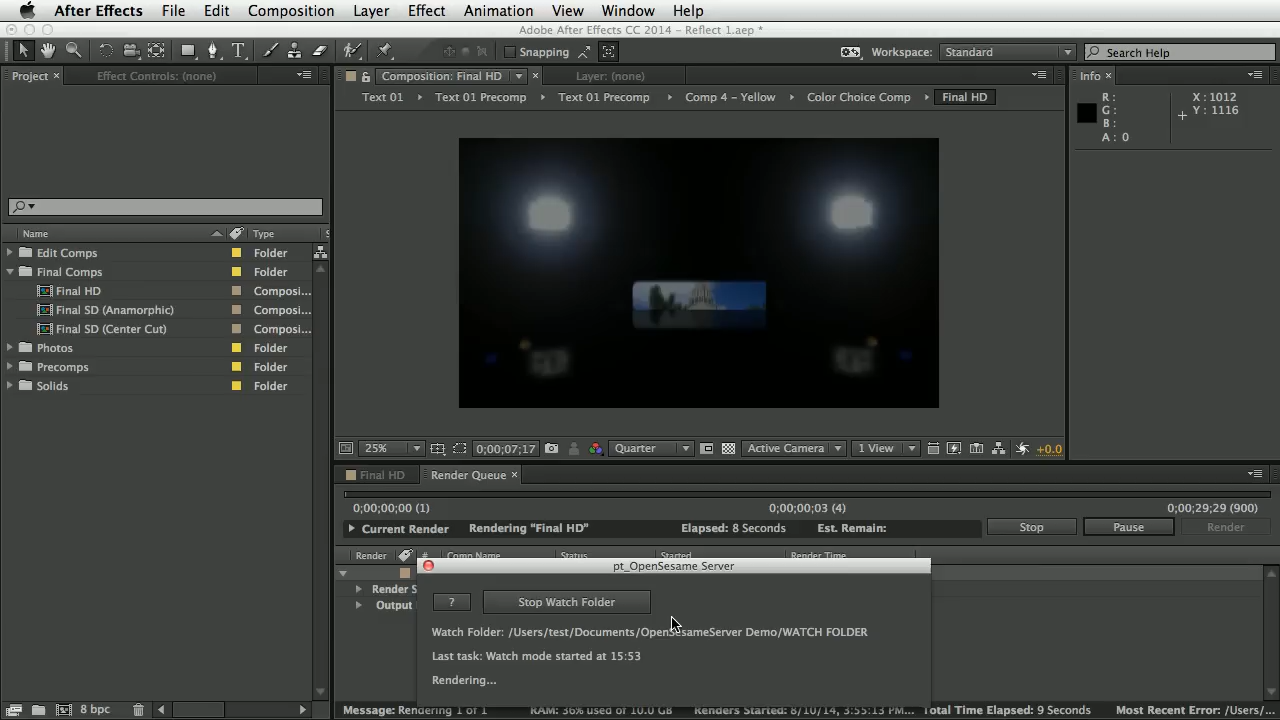 After Effects File Edit Composition Layer Effect Animation View Window Help
Adobe After Effects CC 2014 - Reflect 1.aep *
Snapping Workspace: Standard Search Help
Project × Effect Controls: (none) Composition: Final HD × Layer: (none) Info ×
Text 01 Text 01 Precomp Text 01 Precomp Comp 4 – Yellow Color Choice Comp Final HD
R : X : 1012
G : Y : 1116
B :
A : 0
Name Type S
Edit Comps Folder
Final Comps Folder
Final HD Composi...
Final SD (Anamorphic) Composi...
Final SD (Center Cut) Composi...
Photos Folder
Precomps Folder
Solids Folder
25% 0;00;07;17 Quarter Active Camera 1 View +0.0
Final HD Render Queue ×
0;00;00;00 (1) 0;00;00;03 (4) 0;00;29;29 (900)
Current Render Rendering "Final HD" Elapsed: 8 Seconds Est. Remain: Stop Pause Render
Render # Comp Name Status Started Render Time
pt_OpenSesame Server
Render S
? Stop Watch Folder
Output
Watch Folder: /Users/test/Documents/OpenSesameServer Demo/WATCH FOLDER
Last task: Watch mode started at 15:53
Rendering...
8 bpc
Message: Rendering 1 of 1 RAM: 36% used of 10.0 GB Renders Started: 8/10/14, 3:55:13 PM... Total Time Elapsed: 9 Seconds Most Recent Error: /Users/...